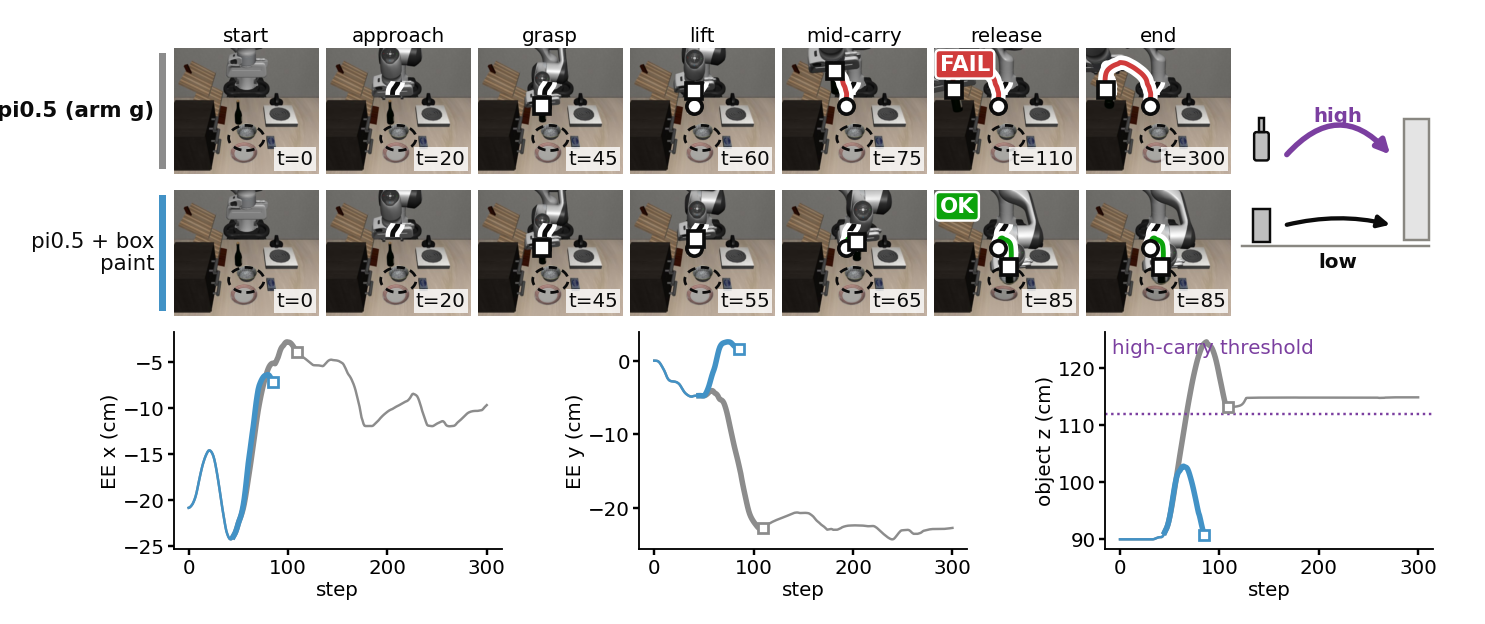 start approach grasp lift mid-carry release end
pi0.5 (arm g)
FAIL
t=0 t=20 t=45 t=60 t=75 t=110 t=300
high
pi0.5 + box
paint
OK
t=0 t=20 t=45 t=55 t=65 t=85 t=85
low
EE x (cm)
−5
−10
−15
−20
−25
0 100 200 300
step
EE y (cm)
0
−10
−20
0 100 200 300
step
high-carry threshold
object z (cm)
120
110
100
90
0 100 200 300
step